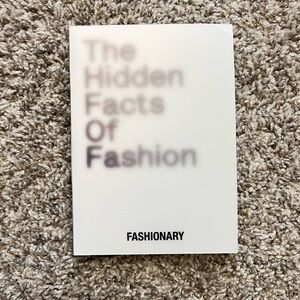 The
Hidden
Facts
Of
Fashion
FASHIONARY